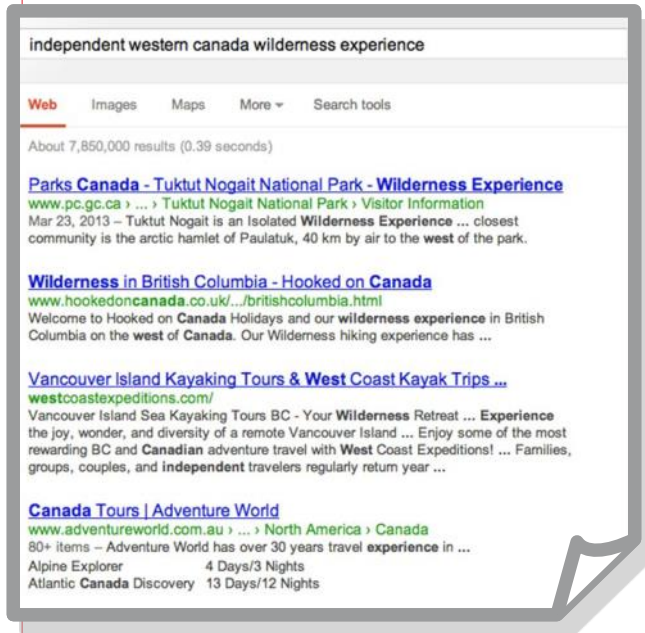 independent western canada wilderness experience
Web Images Maps More Search tools
About 7,850,000 results (0.39 seconds)
Parks Canada - Tuktut Nogait National Park - Wilderness Experience
www.pc.gc.ca › ... › Tuktut Nogait National Park › Visitor Information
Mar 23, 2013 – Tuktut Nogait is an Isolated Wilderness Experience ... closest
community is the arctic hamlet of Paulatuk, 40 km by air to the west of the park.
Wilderness in British Columbia - Hooked on Canada
www.hookedoncanada.co.uk/.../britishcolumbia.html
Welcome to Hooked on Canada Holidays and our wilderness experience in British
Columbia on the west of Canada. Our Wilderness hiking experience has ...
Vancouver Island Kayaking Tours & West Coast Kayak Trips ...
westcoastexpeditions.com/
Vancouver Island Sea Kayaking Tours BC - Your Wilderness Retreat ... Experience
the joy, wonder, and diversity of a remote Vancouver Island ... Enjoy some of the most
rewarding BC and Canadian adventure travel with West Coast Expeditions! ... Families,
groups, couples, and independent travelers regularly return year ...
Canada Tours | Adventure World
www.adventureworld.com.au › ... › North America › Canada
80+ items – Adventure World has over 30 years travel experience in ...
Alpine Explorer 4 Days/3 Nights
Atlantic Canada Discovery 13 Days/12 Nights